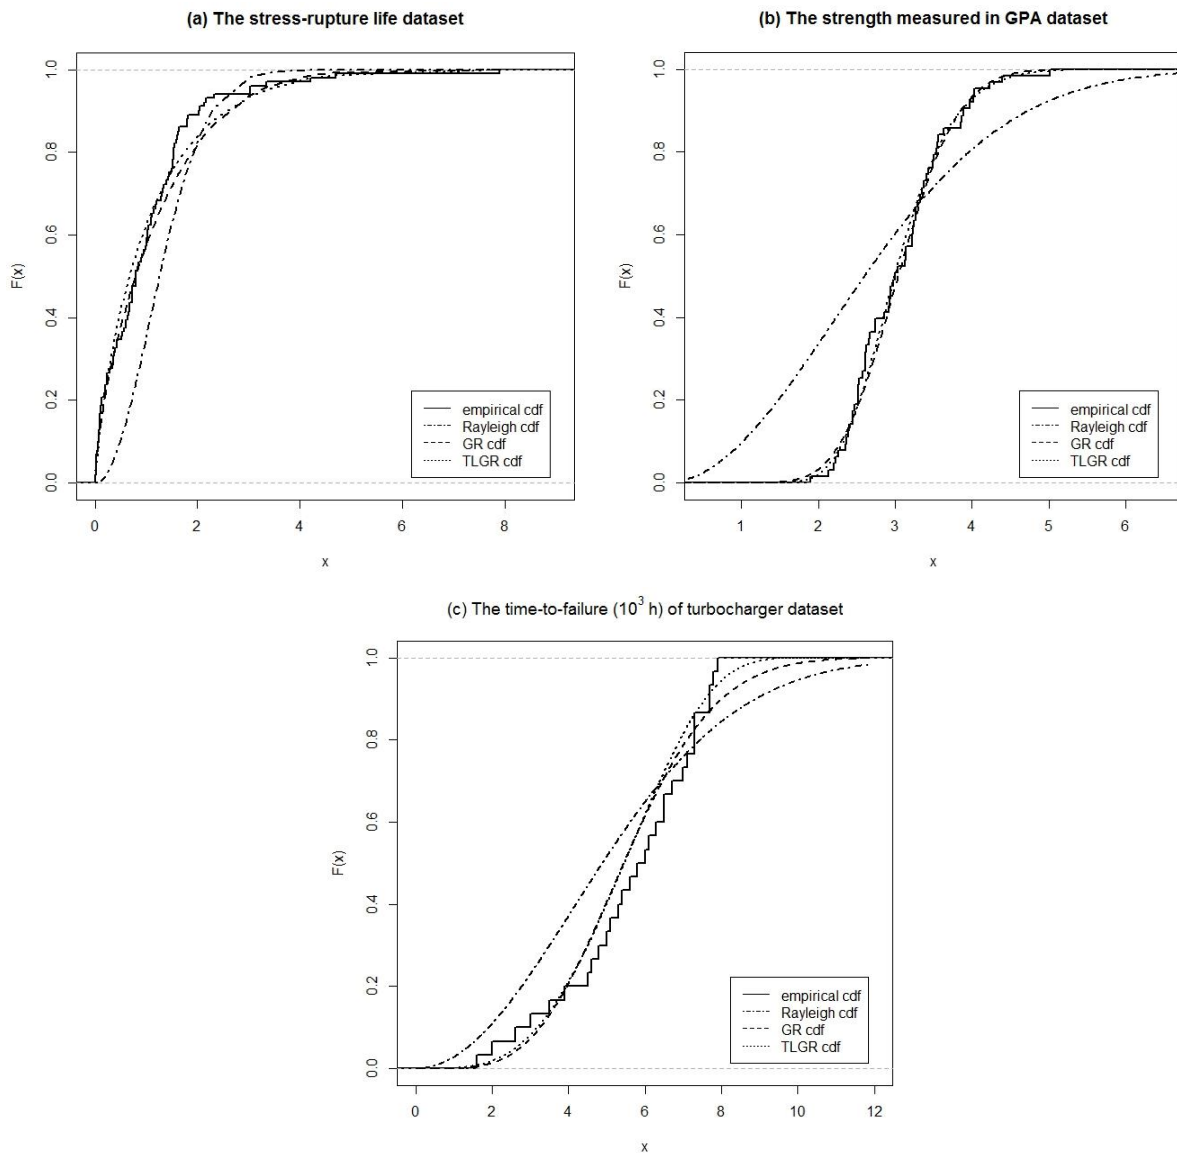 (a) The stress-rupture life dataset
F(x)
0.0 0.2 0.4 0.6 0.8 1.0
empirical cdf
Rayleigh cdf
GR cdf
TLGR cdf
0 2 4 6 8
x
(b) The strength measured in GPA dataset
F(x)
0.0 0.2 0.4 0.6 0.8 1.0
empirical cdf
Rayleigh cdf
GR cdf
TLGR cdf
1 2 3 4 5 6
x
(c) The time-to-failure (10³ h) of turbocharger dataset
F(x)
0.0 0.2 0.4 0.6 0.8 1.0
empirical cdf
Rayleigh cdf
GR cdf
TLGR cdf
0 2 4 6 8 10 12
x